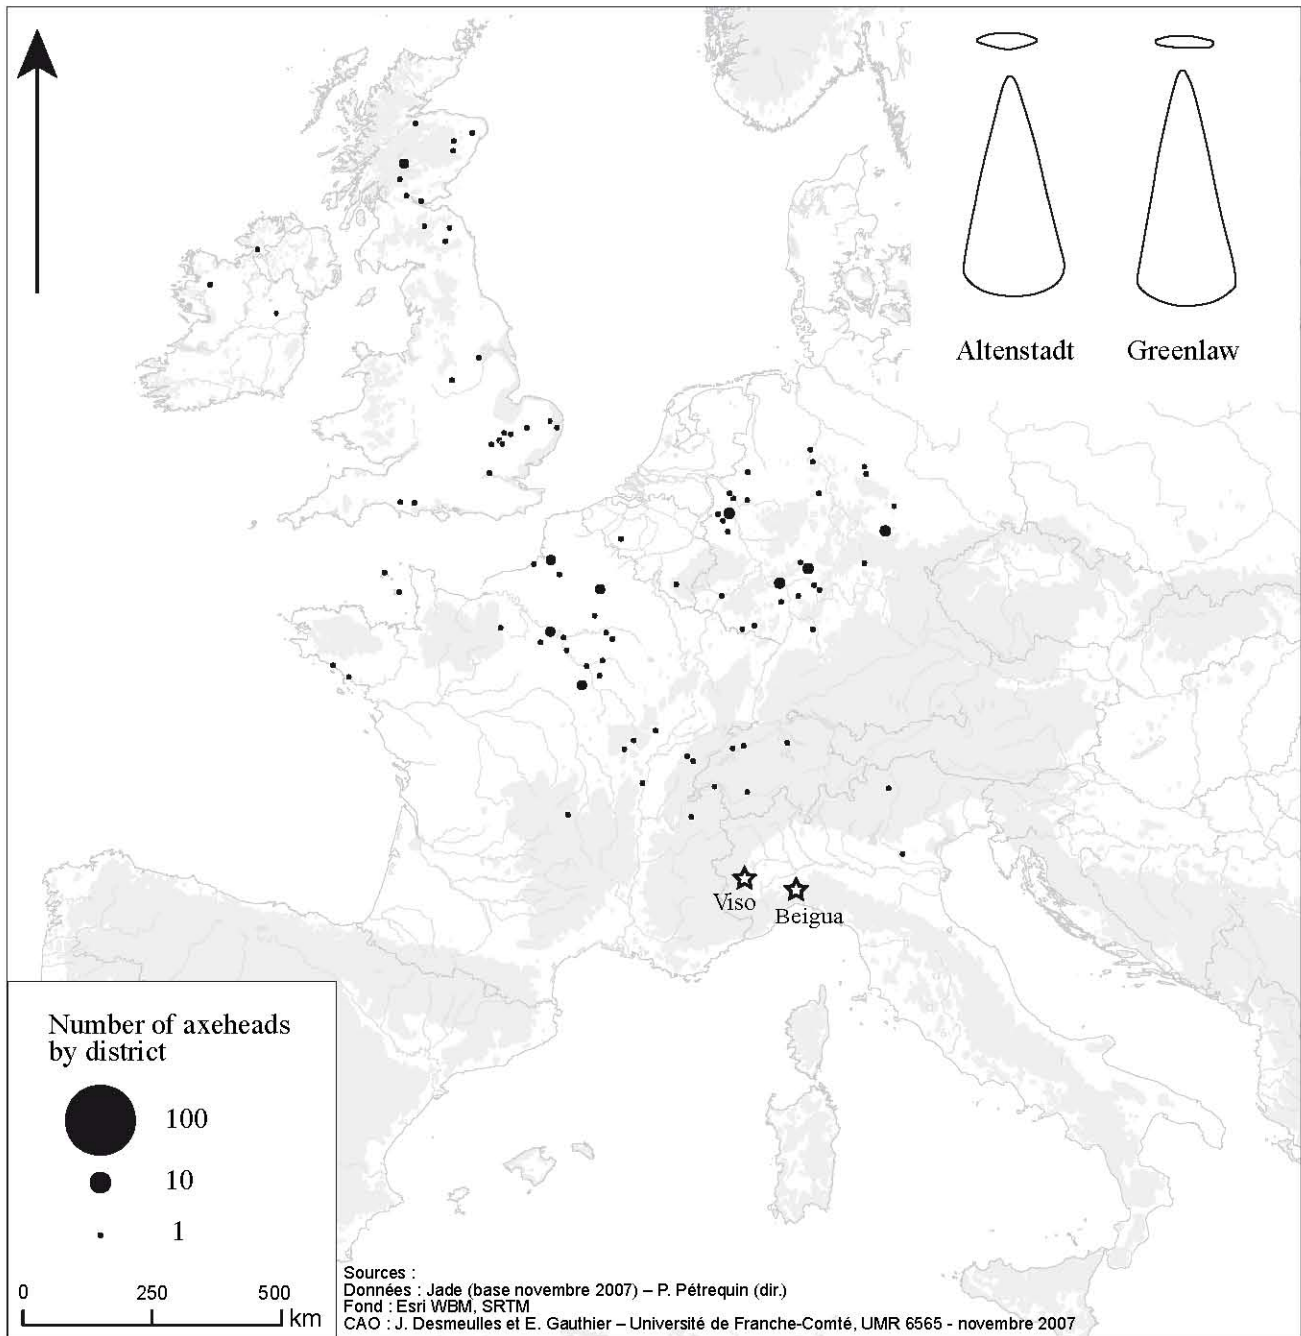 Altenstadt
Greenlaw
Viso
Beigua
Number of axeheads
by district
100
10
1
0 250 500
km
Sources :
Données : Jade (base novembre 2007) – P. Pétrequin (dir.)
Fond : Esri WBM, SRTM
CAO : J. Desmeulles et E. Gauthier – Université de Franche-Comté, UMR 6565 - novembre 2007